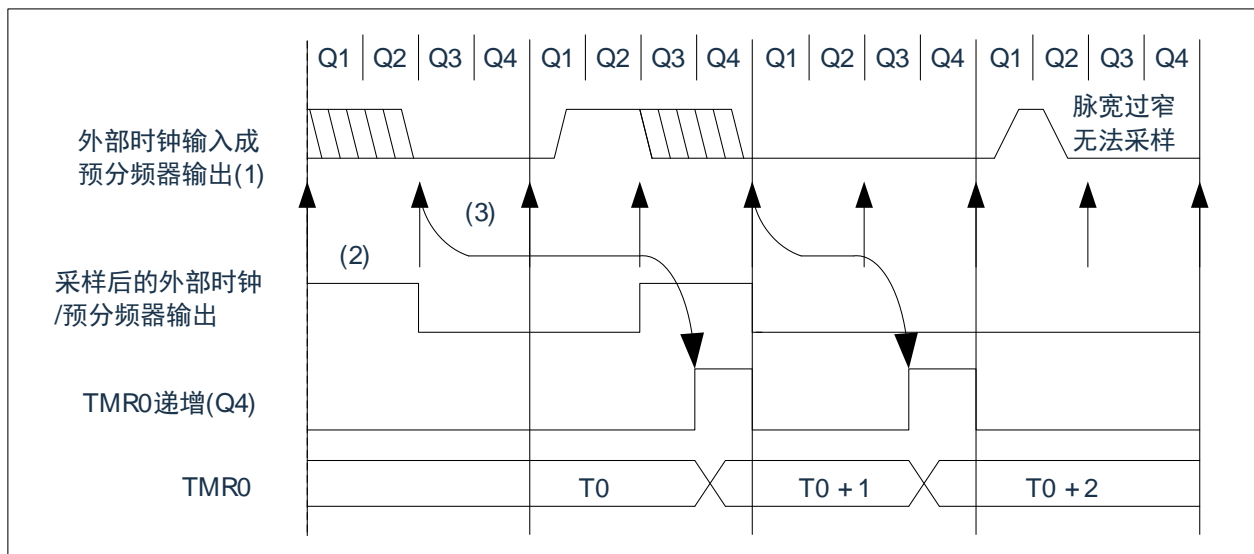 Q1 Q2 Q3 Q4 Q1 Q2 Q3 Q4 Q1 Q2 Q3 Q4 Q1 Q2 Q3 Q4
外部时钟输入成
预分频器输出(1)
脉宽过窄
无法采样
(3)
(2)
采样后的外部时钟
/预分频器输出
TMR0递增(Q4)
TMR0
T0
T0 + 1
T0 + 2